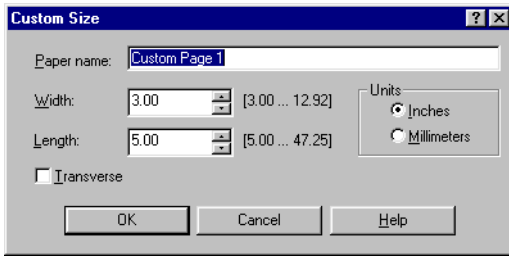 Custom Size
Paper name: Custom Page 1
Width: 3.00 [3.00 ... 12.92]
Length: 5.00 [5.00 ... 47.25]
Units
Inches
Millimeters
Transverse
OK Cancel Help